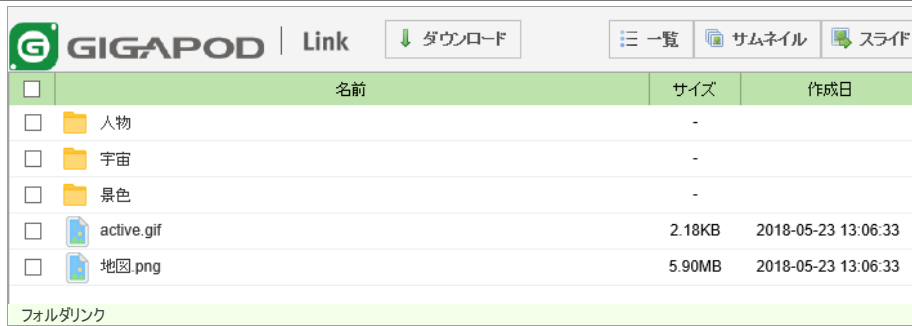 G GIGAPOD Link ダウンロード 一覧 サムネイル スライド
名前 サイズ 作成日
人物 -
宇宙 -
景色 -
active.gif 2.18KB 2018-05-23 13:06:33
地図.png 5.90MB 2018-05-23 13:06:33
フォルダリンク